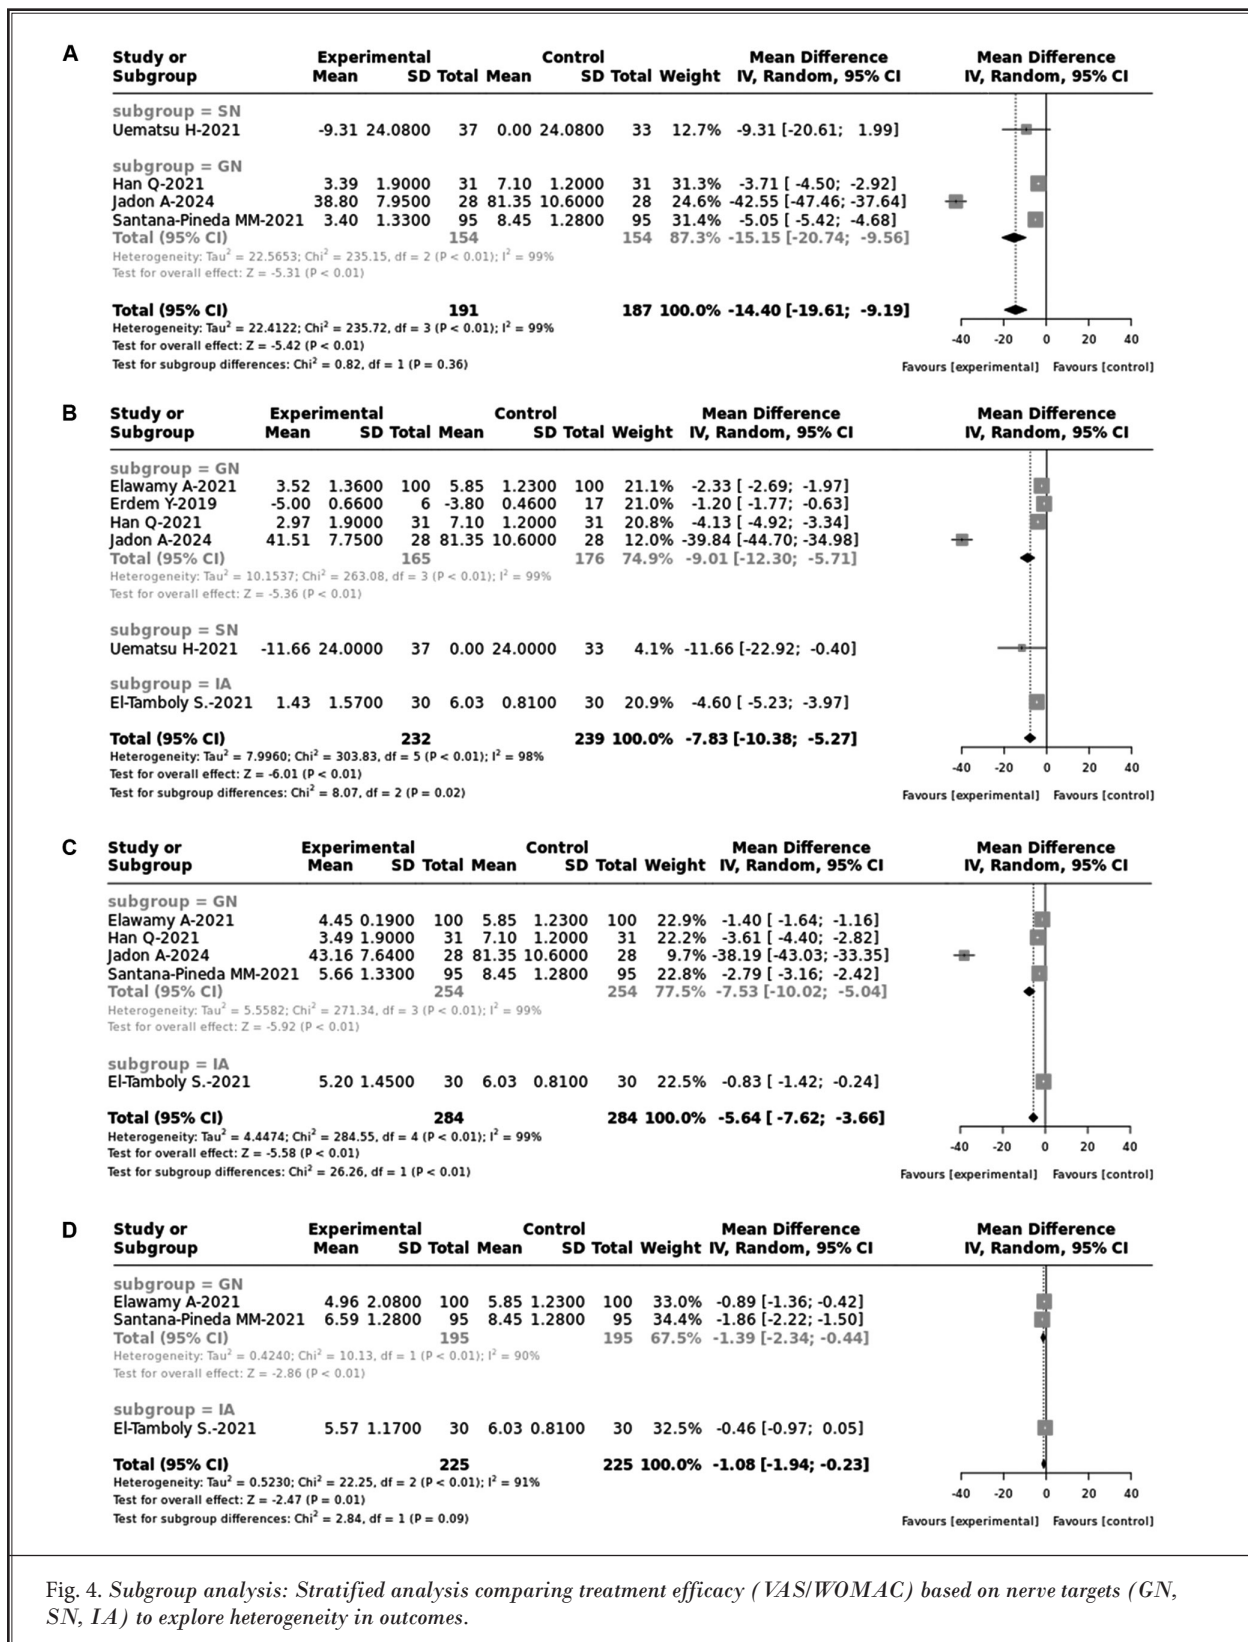 A
Study or Experimental Control Mean Difference Mean Difference
Subgroup Mean SD Total Mean SD Total Weight IV, Random, 95% CI IV, Random, 95% CI
subgroup = SN
Uematsu H-2021 -9.31 24.0800 37 0.00 24.0800 33 12.7% -9.31 [-20.61; 1.99]
subgroup = GN
Han Q-2021 3.39 1.9000 31 7.10 1.2000 31 31.3% -3.71 [ -4.50; -2.92]
Jadon A-2024 38.80 7.9500 28 81.35 10.6000 28 24.6% -42.55 [-47.46; -37.64]
Santana-Pineda MM-2021 3.40 1.3300 95 8.45 1.2800 95 31.4% -5.05 [ -5.42; -4.68]
Total (95% CI) 154 154 87.3% -15.15 [-20.74; -9.56]
Heterogeneity: Tau² = 22.5653; Chi² = 235.15, df = 2 (P < 0.01); I² = 99%
Test for overall effect: Z = -5.31 (P < 0.01)
Total (95% CI) 191 187 100.0% -14.40 [-19.61; -9.19]
Heterogeneity: Tau² = 22.4122; Chi² = 235.72, df = 3 (P < 0.01); I² = 99%
Test for overall effect: Z = -5.42 (P < 0.01)
Test for subgroup differences: Chi² = 0.82, df = 1 (P = 0.36)
-40 -20 0 20 40
Favours [experimental] Favours [control]
B
Study or Experimental Control Mean Difference Mean Difference
Subgroup Mean SD Total Mean SD Total Weight IV, Random, 95% CI IV, Random, 95% CI
subgroup = GN
Elawamy A-2021 3.52 1.3600 100 5.85 1.2300 100 21.1% -2.33 [ -2.69; -1.97]
Erdem Y-2019 -5.00 0.6600 6 -3.80 0.4600 17 21.0% -1.20 [ -1.77; -0.63]
Han Q-2021 2.97 1.9000 31 7.10 1.2000 31 20.8% -4.13 [ -4.92; -3.34]
Jadon A-2024 41.51 7.7500 28 81.35 10.6000 28 12.0% -39.84 [-44.70; -34.98]
Total (95% CI) 165 176 74.9% -9.01 [-12.30; -5.71]
Heterogeneity: Tau² = 10.1537; Chi² = 263.08, df = 3 (P < 0.01); I² = 99%
Test for overall effect: Z = -5.36 (P < 0.01)
subgroup = SN
Uematsu H-2021 -11.66 24.0000 37 0.00 24.0000 33 4.1% -11.66 [-22.92; -0.40]
subgroup = IA
El-Tamboly S.-2021 1.43 1.5700 30 6.03 0.8100 30 20.9% -4.60 [ -5.23; -3.97]
Total (95% CI) 232 239 100.0% -7.83 [-10.38; -5.27]
Heterogeneity: Tau² = 7.9960; Chi² = 303.83, df = 5 (P < 0.01); I² = 98%
Test for overall effect: Z = -6.01 (P < 0.01)
Test for subgroup differences: Chi² = 8.07, df = 2 (P = 0.02)
-40 -20 0 20 40
Favours [experimental] Favours [control]
C
Study or Experimental Control Mean Difference Mean Difference
Subgroup Mean SD Total Mean SD Total Weight IV, Random, 95% CI IV, Random, 95% CI
subgroup = GN
Elawamy A-2021 4.45 0.1900 100 5.85 1.2300 100 22.9% -1.40 [ -1.64; -1.16]
Han Q-2021 3.49 1.9000 31 7.10 1.2000 31 22.2% -3.61 [ -4.40; -2.82]
Jadon A-2024 43.16 7.6400 28 81.35 10.6000 28 9.7% -38.19 [-43.03; -33.35]
Santana-Pineda MM-2021 5.66 1.3300 95 8.45 1.2800 95 22.8% -2.79 [ -3.16; -2.42]
Total (95% CI) 254 254 77.5% -7.53 [-10.02; -5.04]
Heterogeneity: Tau² = 5.5582; Chi² = 271.34, df = 3 (P < 0.01); I² = 99%
Test for overall effect: Z = -5.92 (P < 0.01)
subgroup = IA
El-Tamboly S.-2021 5.20 1.4500 30 6.03 0.8100 30 22.5% -0.83 [ -1.42; -0.24]
Total (95% CI) 284 284 100.0% -5.64 [ -7.62; -3.66]
Heterogeneity: Tau² = 4.4474; Chi² = 284.55, df = 4 (P < 0.01); I² = 99%
Test for overall effect: Z = -5.58 (P < 0.01)
Test for subgroup differences: Chi² = 26.26, df = 1 (P < 0.01)
-40 -20 0 20 40
Favours [experimental] Favours [control]
D
Study or Experimental Control Mean Difference Mean Difference
Subgroup Mean SD Total Mean SD Total Weight IV, Random, 95% CI IV, Random, 95% CI
subgroup = GN
Elawamy A-2021 4.96 2.0800 100 5.85 1.2300 100 33.0% -0.89 [-1.36; -0.42]
Santana-Pineda MM-2021 6.59 1.2800 95 8.45 1.2800 95 34.4% -1.86 [-2.22; -1.50]
Total (95% CI) 195 195 67.5% -1.39 [-2.34; -0.44]
Heterogeneity: Tau² = 0.4240; Chi² = 10.13, df = 1 (P < 0.01); I² = 90%
Test for overall effect: Z = -2.86 (P < 0.01)
subgroup = IA
El-Tamboly S.-2021 5.57 1.1700 30 6.03 0.8100 30 32.5% -0.46 [-0.97; 0.05]
Total (95% CI) 225 225 100.0% -1.08 [-1.94; -0.23]
Heterogeneity: Tau² = 0.5230; Chi² = 22.25, df = 2 (P < 0.01); I² = 91%
Test for overall effect: Z = -2.47 (P = 0.01)
Test for subgroup differences: Chi² = 2.84, df = 1 (P = 0.09)
-40 -20 0 20 40
Favours [experimental] Favours [control]
Fig. 4. Subgroup analysis: Stratified analysis comparing treatment efficacy (VAS/WOMAC) based on nerve targets (GN,
SN, IA) to explore heterogeneity in outcomes.